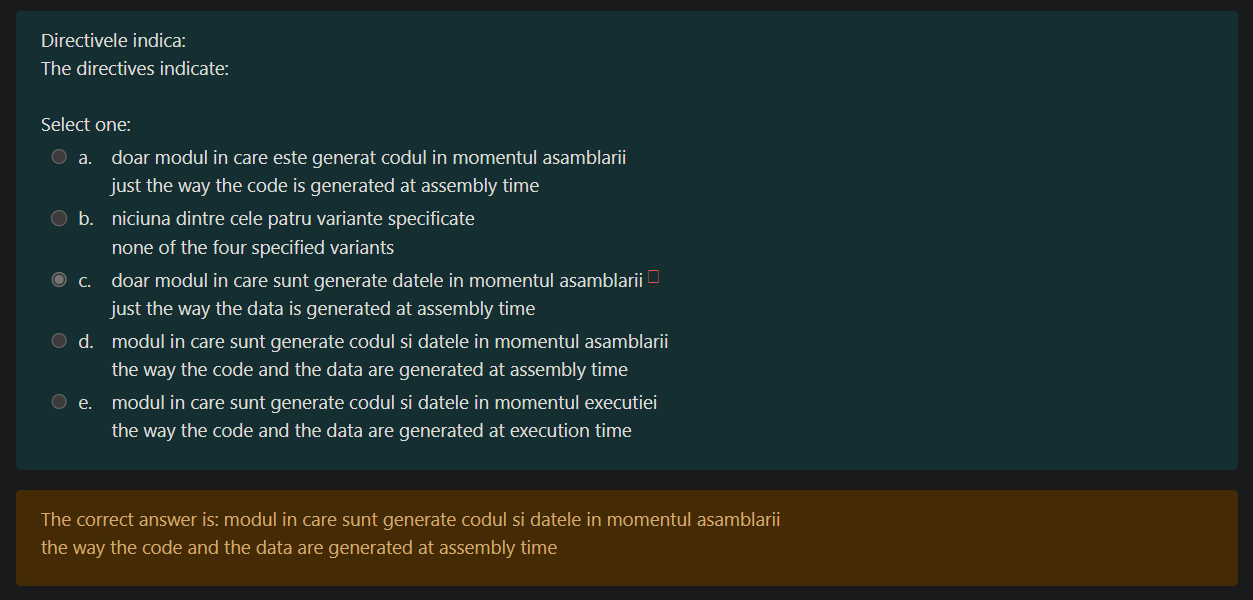 Directivele indica:
The directives indicate:
Select one:
a. doar modul in care este generat codul in momentul asamblarii
just the way the code is generated at assembly time
b. niciuna dintre cele patru variante specificate
none of the four specified variants
c. doar modul in care sunt generate datele in momentul asamblarii
just the way the data is generated at assembly time
d. modul in care sunt generate codul si datele in momentul asamblarii
the way the code and the data are generated at assembly time
e. modul in care sunt generate codul si datele in momentul executiei
the way the code and the data are generated at execution time
The correct answer is: modul in care sunt generate codul si datele in momentul asamblarii
the way the code and the data are generated at assembly time